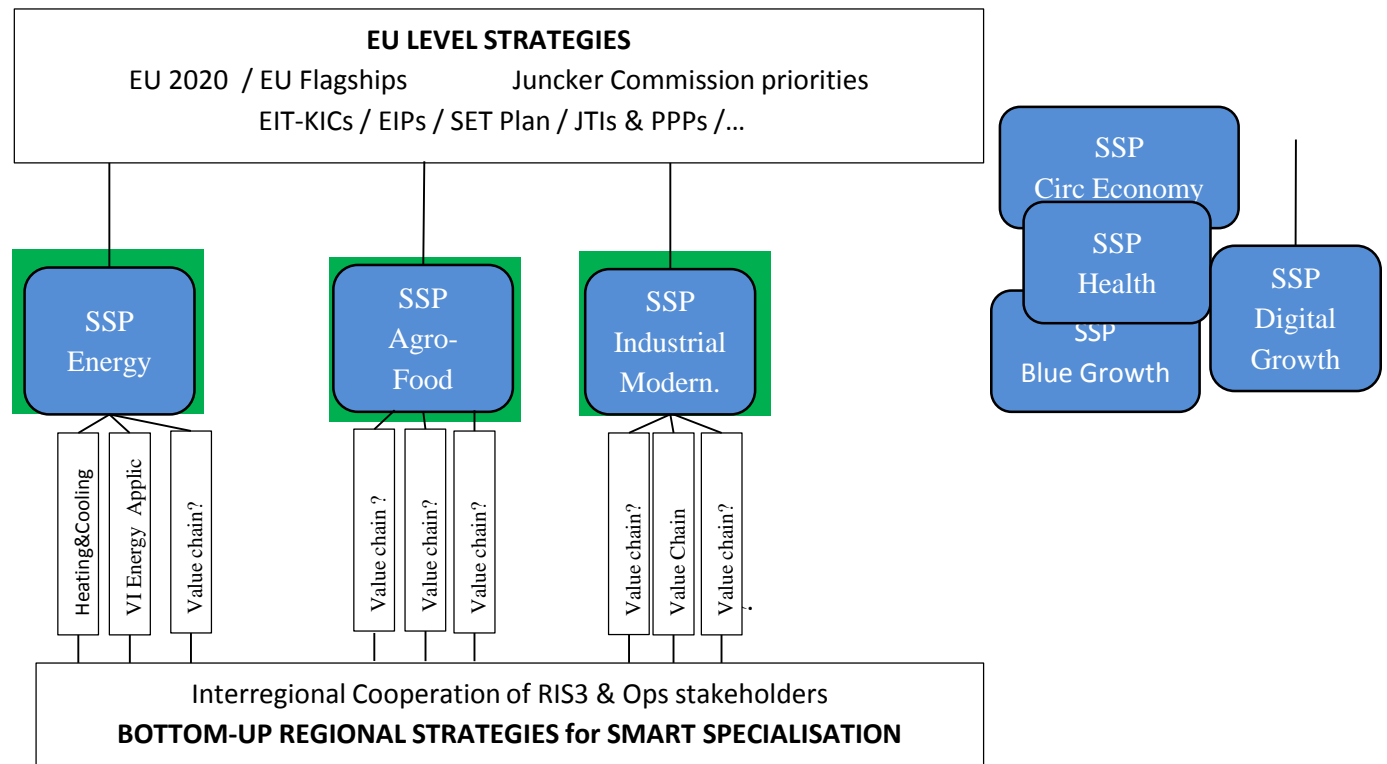 EU LEVEL STRATEGIES
EU 2020 / EU Flagships Juncker Commission priorities
EIT-KICs / EIPs / SET Plan / JTIs & PPPs /…
SSP
Circ Economy
SSP
Health
SSP
Blue Growth
SSP
Digital
Growth
SSP
Energy
SSP
Agro-
Food
SSP
Industrial
Modern.
Heating&Cooling
VI Energy Applic
Value chain?
Value chain ?
Value chain?
Value chain?
Value chain?
Value Chain
Value chain?
Interregional Cooperation of RIS3 & Ops stakeholders
BOTTOM-UP REGIONAL STRATEGIES for SMART SPECIALISATION